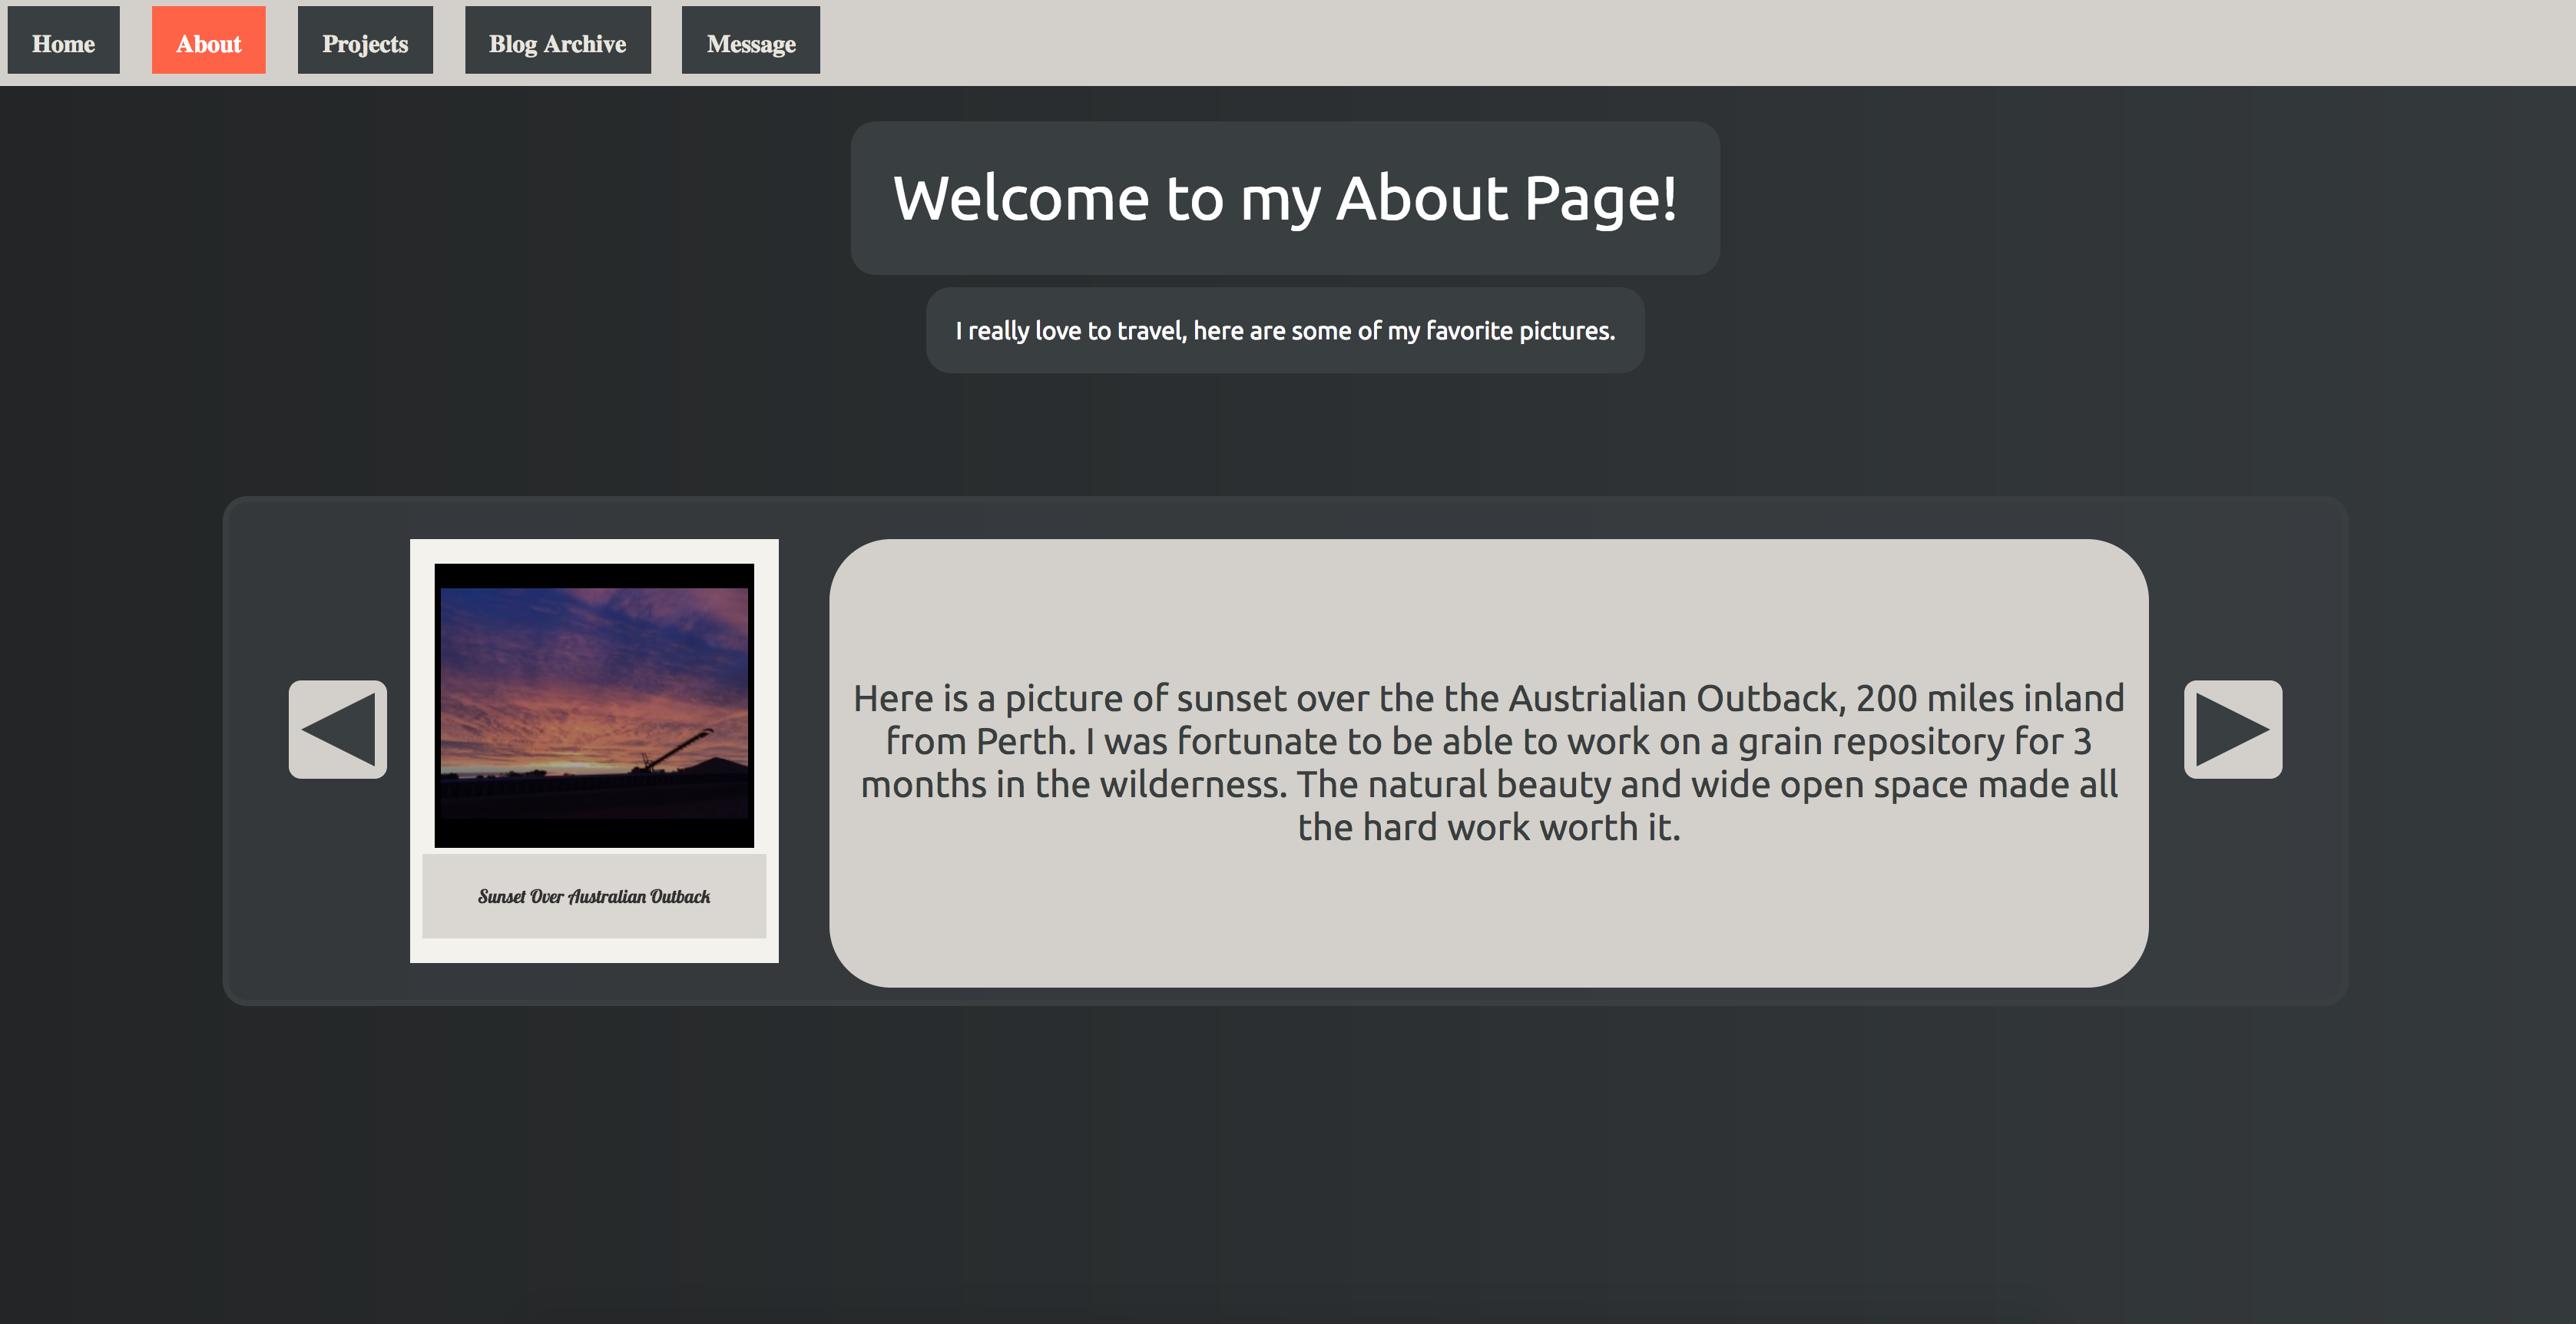 Home About Projects Blog Archive Message
Welcome to my About Page!
I really love to travel, here are some of my favorite pictures.
Sunset Over Australian Outback
Here is a picture of sunset over the the Austrialian Outback, 200 miles inland
from Perth. I was fortunate to be able to work on a grain repository for 3
months in the wilderness. The natural beauty and wide open space made all
the hard work worth it.